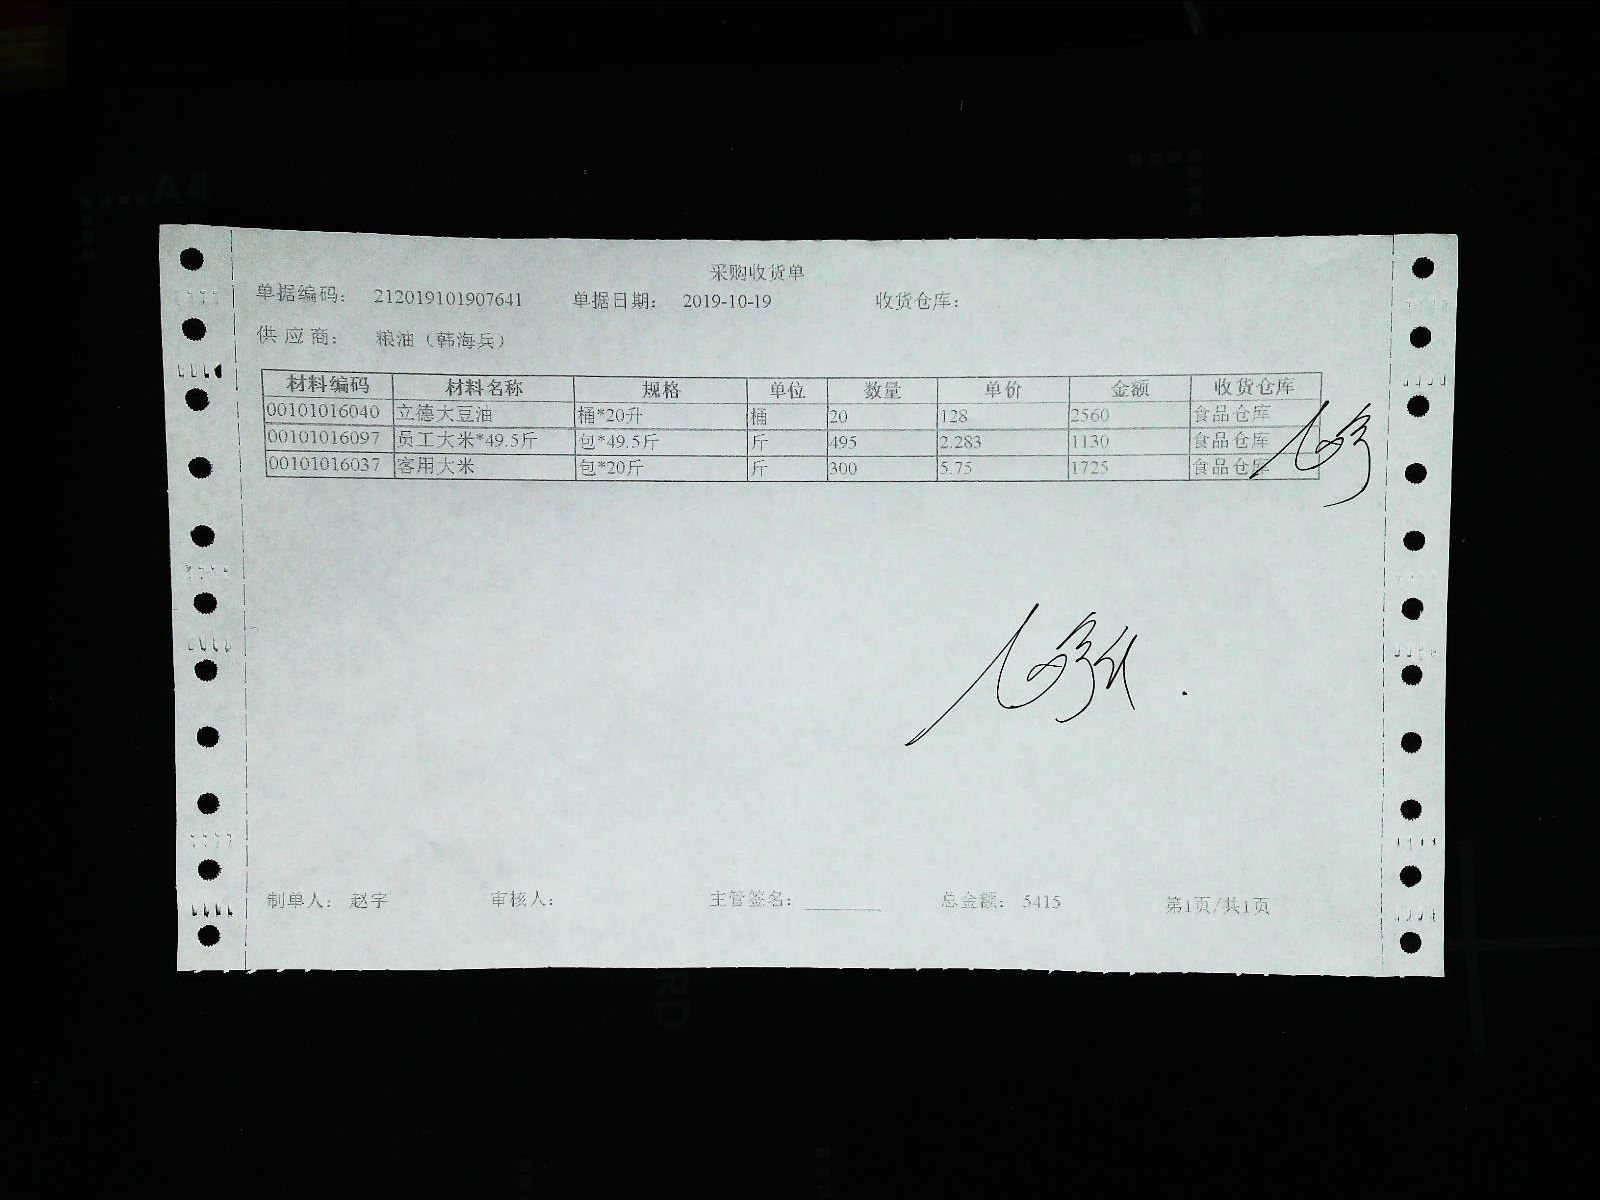 A4
采购收货单
单据编码： 212019101907641 单据日期： 2019-10-19 收货仓库：
供应商： 粮油（韩海兵）
材料编码 材料名称 规格 单位 数量 单价 金额 收货仓库
00101016040 立德大豆油 桶*20升 桶 20 128 2560 食品仓库
00101016097 员工大米*49.5斤 包*49.5斤 斤 495 2.283 1130 食品仓库
00101016037 客用大米 包*20斤 斤 300 5.75 1725 食品仓库
制单人： 赵宇 审核人： 主管签名： 总金额： 5415 第1页/共1页
RD